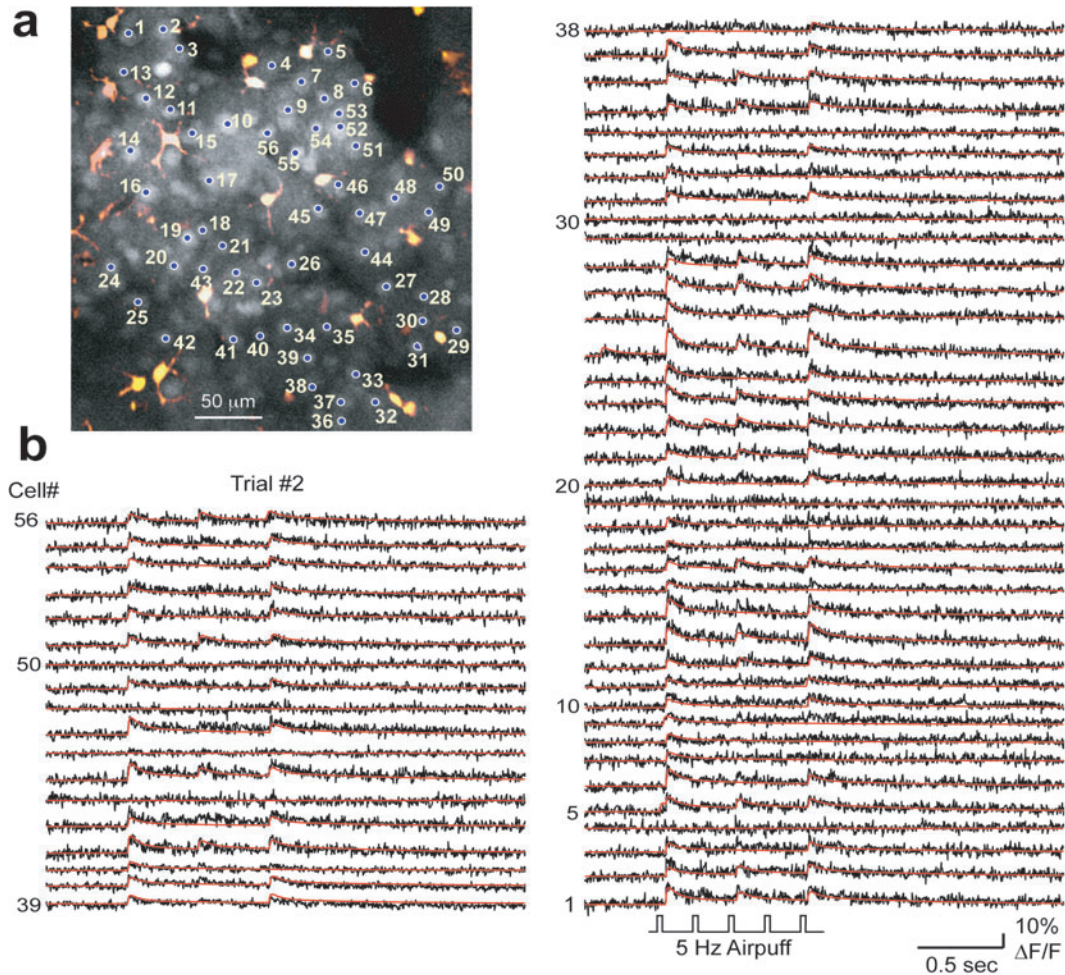 a
1 2
3
4 5
13 7 6
12 8
11 9 53
10 52
15 56 54
14 55 51
17 46 48 50
16
45 47 49
18
19
21 44
20
24 26 27
43 22 23 28
25
30
34 35 29
42 41 40
39 31
33
38
50 µm 37 32
36
b
Cell# Trial #2
56
50
39
38
30
20
10
5
1
5 Hz Airpuff
0.5 sec
10%
ΔF/F